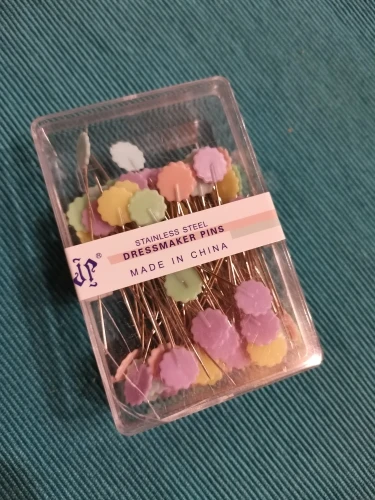 STAINLESS STEEL
DRESSMAKER PINS
MADE IN CHINA